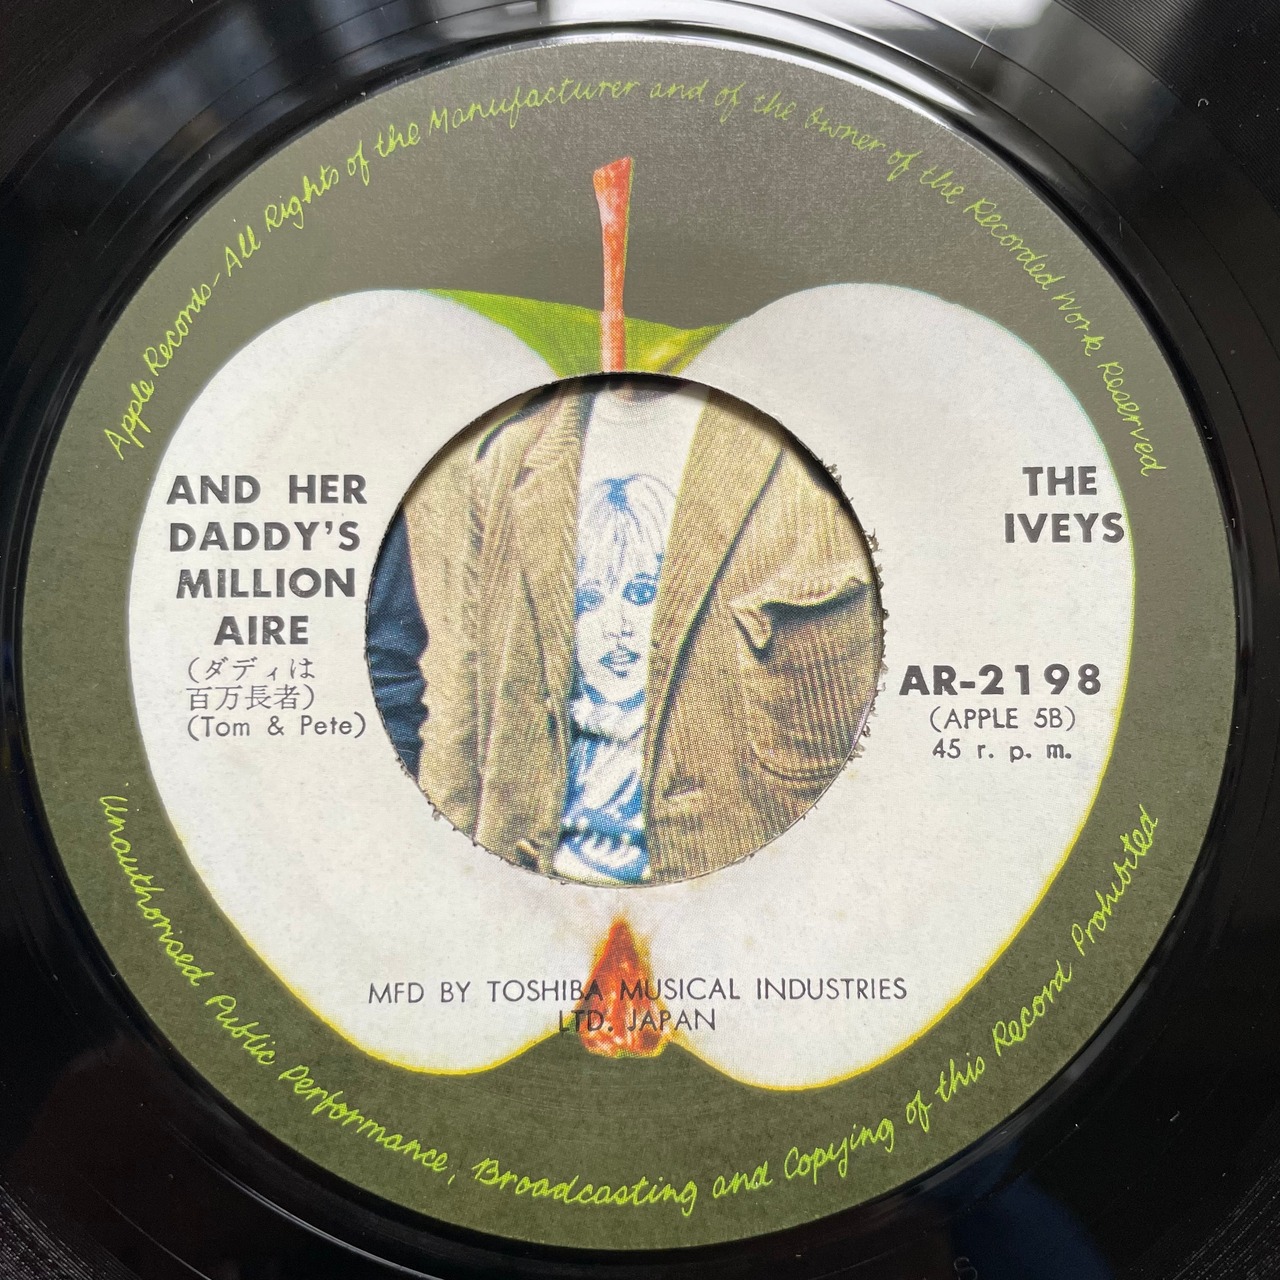 Apple Records-All Rights of the Manufacturer and of the Owner of the Recorded Work Reserved
AND HER
DADDY'S
MILLION
AIRE
(ダディは
百万長者)
(Tom & Pete)
THE
IVEYS
AR-2198
(APPLE 5B)
45 r. p. m.
MFD BY TOSHIBA MUSICAL INDUSTRIES
LTD. JAPAN
Unauthorised Public Performance, Broadcasting and Copying of this Record Prohibited